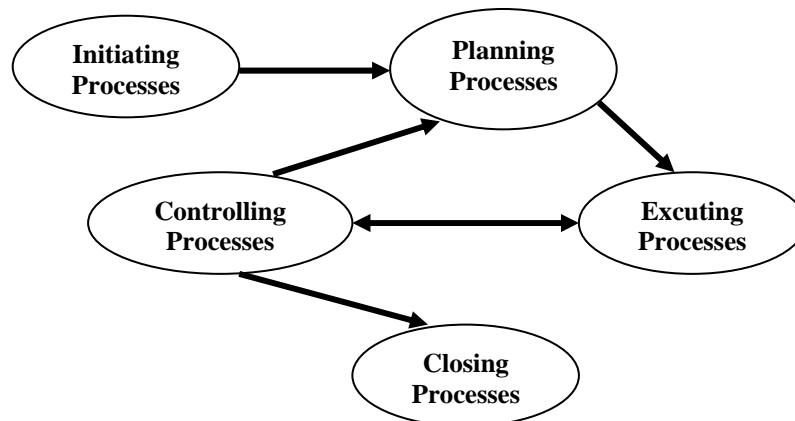 Initiating
Processes
Planning
Processes
Controlling
Processes
Excuting
Processes
Closing
Processes